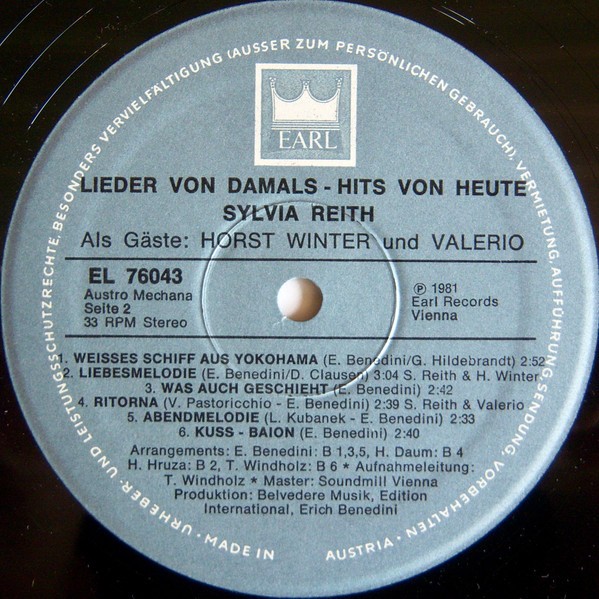 EARL
LIEDER VON DAMALS - HITS VON HEUTE
SYLVIA REITH
Als Gäste: HORST WINTER und VALERIO
EL 76043
Austro Mechana
Seite 2
33 RPM Stereo
Ⓟ 1981
Earl Records
Vienna
1. WEISSES SCHIFF AUS YOKOHAMA (E. Benedini/G. Hildebrandt) 2:52
2. LIEBESMELODIE (E. Benedini/D. Clausen) 3:04 S. Reith & H. Winter
3. WAS AUCH GESCHIEHT (E. Benedini) 2:42
4. RITORNA (V. Pastoricchio - E. Benedini) 2:39 S. Reith & Valerio
5. ABENDMELODIE (L. Kubanek - E. Benedini) 2:33
6. KUSS - BAION (E. Benedini) 2:40
Arrangements: E. Benedini: B 1,3,5, H. Daum: B 4
H. Hruza: B 2, T. Windholz: B 6 * Aufnahmeleitung:
T. Windholz * Master: Soundmill Vienna
Produktion: Belvedere Musik, Edition
International, Erich Benedini
URHEBER- UND LEISTUNGSSCHUTZRECHTE, BESONDERS VERVIELFÄLTIGUNG (AUSSER ZUM PERSÖNLICHEN GEBRAUCH), VERMIETUNG, AUFFÜHRUNG, SENDUNG, VORBEHALTEN · AUSTRIA · MADE IN